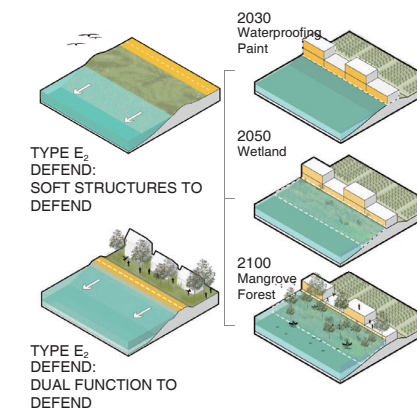 TYPE E₂
DEFEND:
SOFT STRUCTURES TO
DEFEND
TYPE E₂
DEFEND:
DUAL FUNCTION TO
DEFEND
2030
Waterproofing
Paint
2050
Wetland
2100
Mangrove
Forest